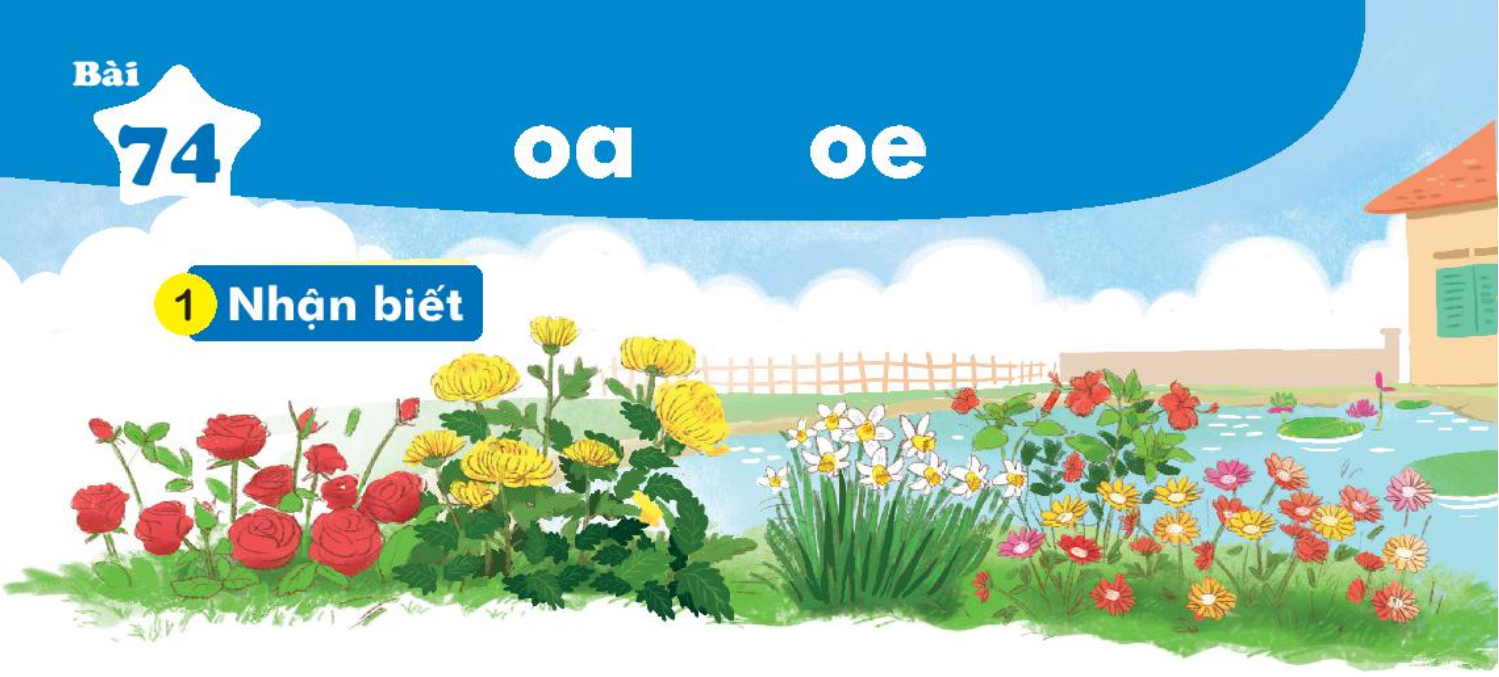 Bài
74
oa oe
1 Nhận biết